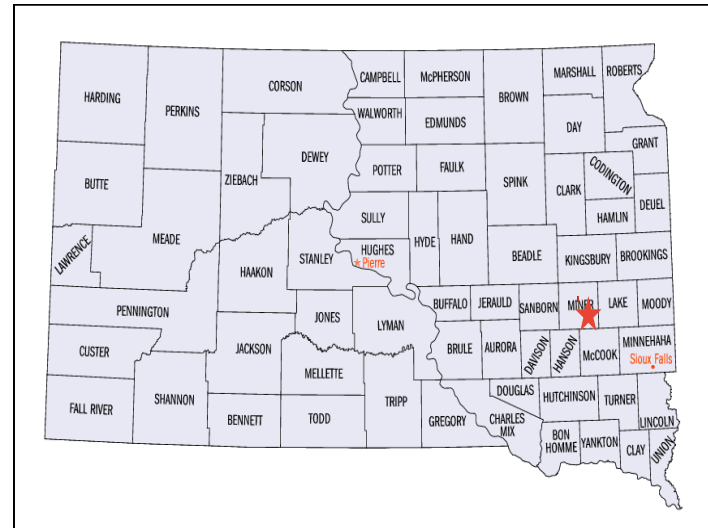 HARDING
PERKINS
CORSON
CAMPBELL
McPHERSON
BROWN
MARSHALL
ROBERTS
WALWORTH
EDMUNDS
DAY
GRANT
DEWEY
ZIEBACH
POTTER
FAULK
SPINK
CLARK
CODINGTON
BUTTE
DEUEL
HAMLIN
SULLY
MEADE
LAWRENCE
STANLEY
HUGHES
Pierre
HYDE
HAND
BEADLE
KINGSBURY
BROOKINGS
HAAKON
PENNINGTON
JONES
LYMAN
BUFFALO
JERAULD
SANBORN
MINER
LAKE
MOODY
CUSTER
JACKSON
BRULE
AURORA
DAVISON
HANSON
McCOOK
MINNEHAHA
Sioux Falls
MELLETTE
FALL RIVER
SHANNON
BENNETT
TODD
TRIPP
GREGORY
DOUGLAS
CHARLES
MIX
HUTCHINSON
TURNER
LINCOLN
BON
HOMME
YANKTON
CLAY
UNION